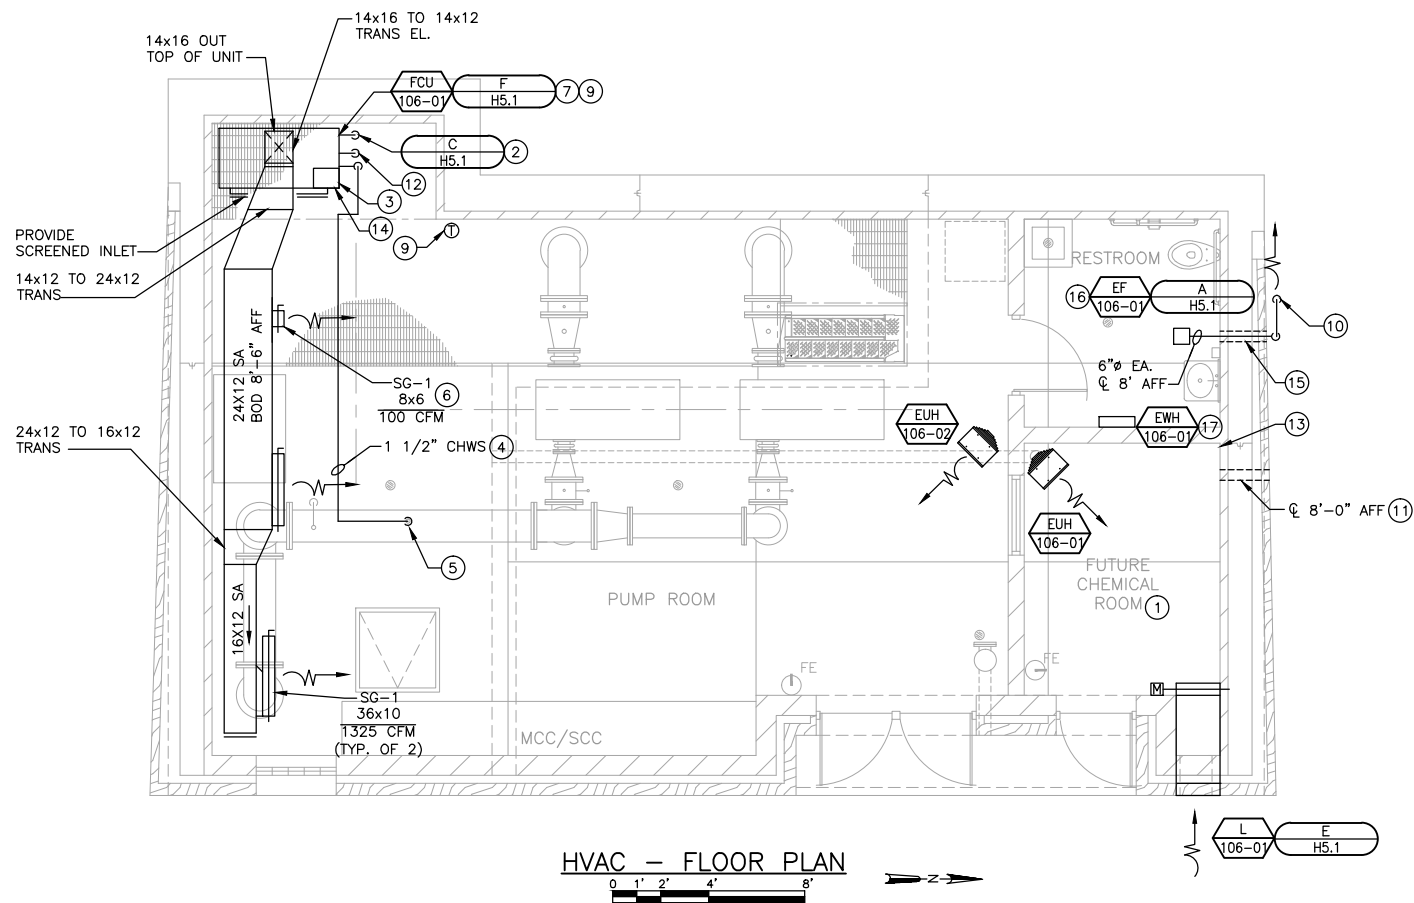 14x16 TO 14x12
TRANS EL.
14x16 OUT
TOP OF UNIT
FCU
106-01
F
H5.1
7
9
C
H5.1
2
12
3
14
9
T
PROVIDE
SCREENED INLET
14x12 TO 24x12
TRANS
24X12 SA
BOD 8'-6" AFF
SG-1
8x6
100 CFM
6
RESTROOM
16
EF
106-01
A
H5.1
10
6"ø EA.
℄ 8' AFF
15
EUH
106-02
EWH
106-01
17
13
24x12 TO 16x12
TRANS
1 1/2" CHWS
4
℄ 8'-0" AFF
11
EUH
106-01
5
FUTURE
CHEMICAL
ROOM
1
PUMP ROOM
16X12 SA
FE
FE
M
SG-1
36x10
1325 CFM
(TYP. OF 2)
MCC/SCC
L
106-01
E
H5.1
HVAC - FLOOR PLAN
0 1' 2' 4' 8'
N